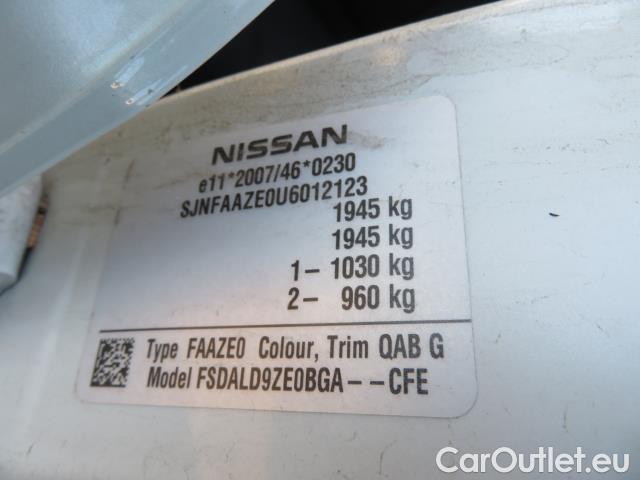 NISSAN
e11*2007/46*0230
SJNFAAZE0U6012123
1945 kg
1945 kg
1- 1030 kg
2- 960 kg
Type FAAZE0 Colour, Trim QAB G
Model FSDALD9ZE0BGA--CFE
CarOutlet.eu